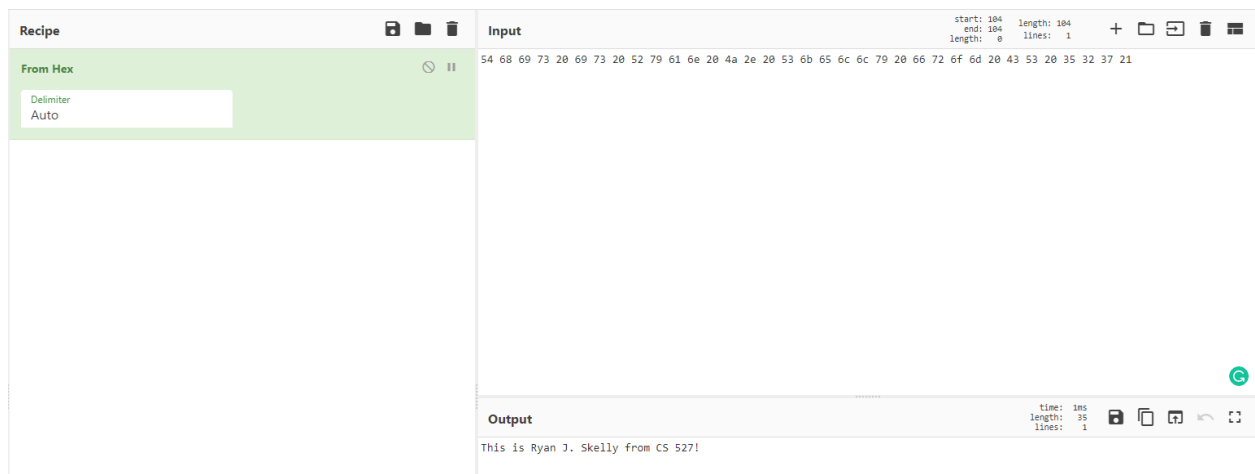 Recipe
From Hex
Delimiter
Auto
Input
start: 104
end: 104
length: 0
length: 104
lines: 1
54 68 69 73 20 69 73 20 52 79 61 6e 20 4a 2e 20 53 6b 65 6c 6c 79 20 66 72 6f 6d 20 43 53 20 35 32 37 21
Output
time: 1ms
length: 35
lines: 1
This is Ryan J. Skelly from CS 527!